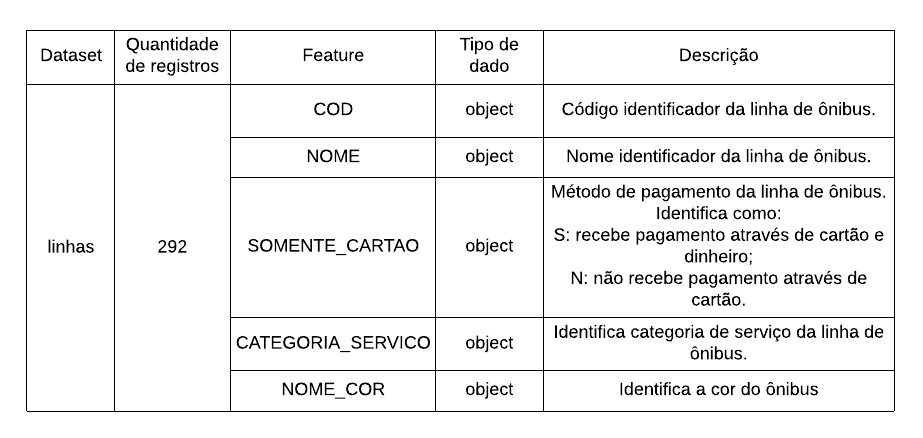 Dataset
Quantidade
de registros
Feature
Tipo de
dado
Descrição
linhas
292
COD
object
Código identificador da linha de ônibus.
NOME
object
Nome identificador da linha de ônibus.
SOMENTE_CARTAO
object
Método de pagamento da linha de ônibus.
Identifica como:
S: recebe pagamento através de cartão e
dinheiro;
N: não recebe pagamento através de
cartão.
CATEGORIA_SERVICO
object
Identifica categoria de serviço da linha de
ônibus.
NOME_COR
object
Identifica a cor do ônibus